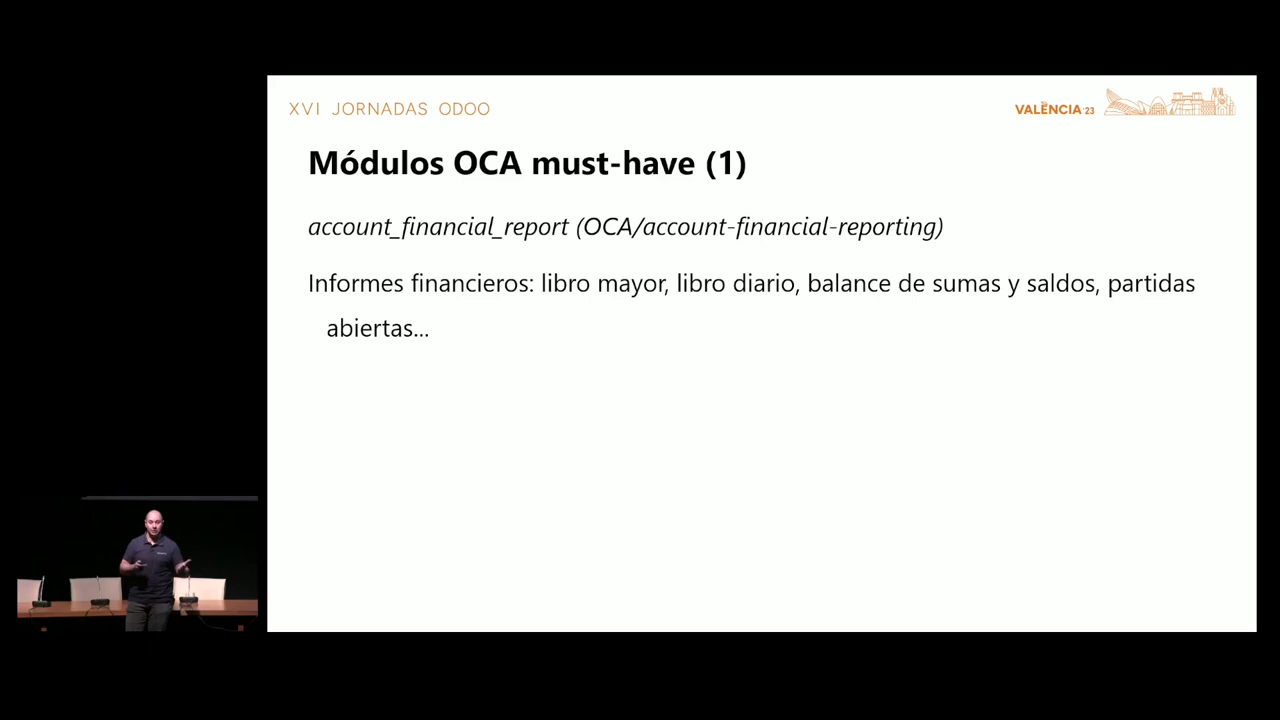 XVI JORNADAS ODOO
VALÈNCIA '23
Módulos OCA must-have (1)
account_financial_report (OCA/account-financial-reporting)
Informes financieros: libro mayor, libro diario, balance de sumas y saldos, partidas
abiertas...